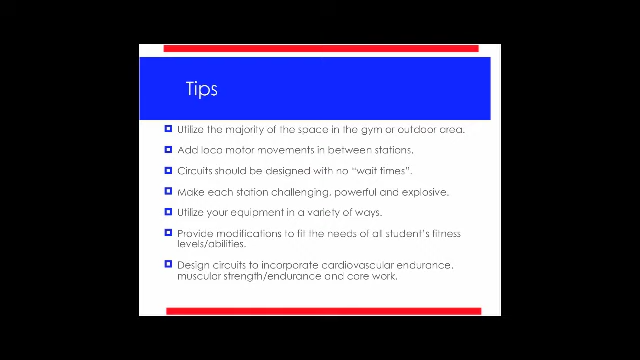 Tips
Utilize the majority of the space in the gym or outdoor area.
Add loco motor movements in between stations.
Circuits should be designed with no “wait times”.
Make each station challenging, powerful and explosive.
Utilize your equipment in a variety of ways.
Provide modifications to fit the needs of all student’s fitness
levels/abilities.
Design circuits to incorporate cardiovascular endurance,
muscular strength/endurance and core work.